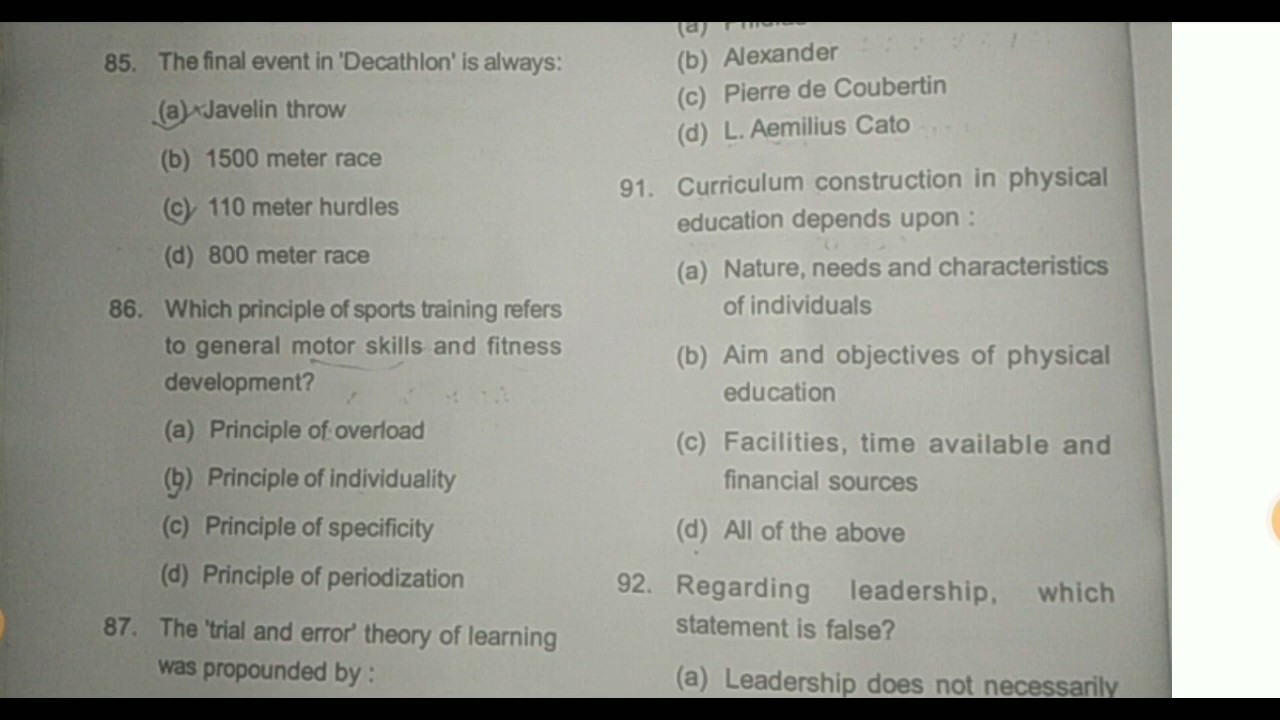 85. The final event in 'Decathlon' is always:
(a) Javelin throw
(b) 1500 meter race
(c) 110 meter hurdles
(d) 800 meter race
86. Which principle of sports training refers
to general motor skills and fitness
development?
(a) Principle of overload
(b) Principle of individuality
(c) Principle of specificity
(d) Principle of periodization
87. The 'trial and error' theory of learning
was propounded by :
(a)
(b) Alexander
(c) Pierre de Coubertin
(d) L. Aemilius Cato
91. Curriculum construction in physical
education depends upon :
(a) Nature, needs and characteristics
of individuals
(b) Aim and objectives of physical
education
(c) Facilities, time available and
financial sources
(d) All of the above
92. Regarding leadership, which
statement is false?
(a) Leadership does not necessarily